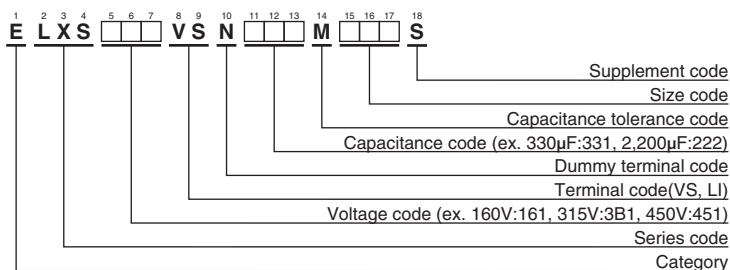 1 2 3 4 5 6 7 8 9 10 11 12 13 14 15 16 17 18
E L X S □□□ V S N □□□ M □□□ S
Supplement code
Size code
Capacitance tolerance code
Capacitance code (ex. 330µF:331, 2,200µF:222)
Dummy terminal code
Terminal code(VS, LI)
Voltage code (ex. 160V:161, 315V:3B1, 450V:451)
Series code
Category